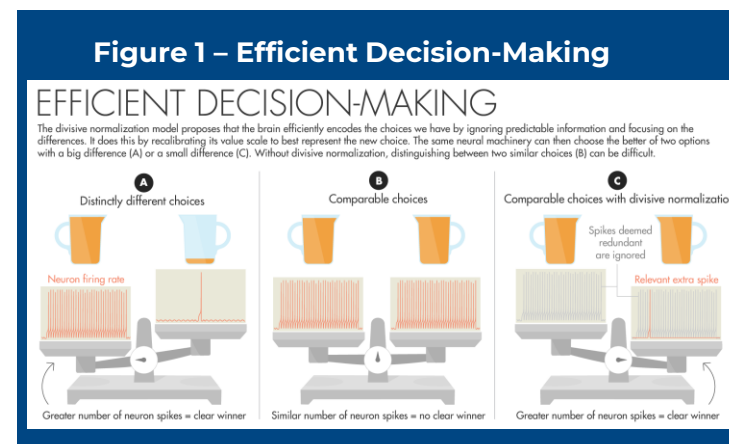 Figure 1 – Efficient Decision-Making
EFFICIENT DECISION-MAKING
The divisive normalization model proposes that the brain efficiently encodes the choices we have by ignoring predictable information and focusing on the
differences. It does this by recalibrating its value scale to best represent the new choice. The same neural machinery can then choose the better of two options
with a big difference (A) or a small difference (C). Without divisive normalization, distinguishing between two similar choices (B) can be difficult.
A
Distinctly different choices
Neuron firing rate
Greater number of neuron spikes = clear winner
B
Comparable choices
Similar number of neuron spikes = no clear winner
C
Comparable choices with divisive normalizatio
Spikes deemed
redundant
are ignored
Relevant extra spike
Greater number of neuron spikes = clear winner